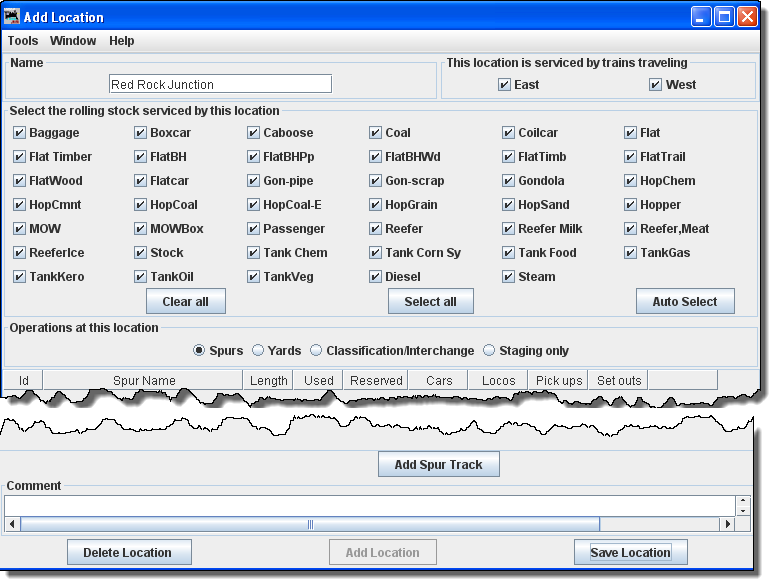 Add Location
Tools Window Help
Name
This location is serviced by trains traveling
Red Rock Junction
East West
Select the rolling stock serviced by this location
Baggage Boxcar Caboose Coal Coilcar Flat
Flat Timber FlatBH FlatBHPp FlatBHWd FlatTimb FlatTrail
FlatWood Flatcar Gon-pipe Gon-scrap Gondola HopChem
HopCmnt HopCoal HopCoal-E HopGrain HopSand Hopper
MOW MOWBox Passenger Reefer Reefer Milk Reefer,Meat
ReeferIce Stock Tank Chem Tank Corn Sy Tank Food TankGas
TankKero TankOil TankVeg Diesel Steam
Clear all Select all Auto Select
Operations at this location
Spurs Yards Classification/Interchange Staging only
Id Spur Name Length Used Reserved Cars Locos Pick ups Set outs
Add Spur Track
Comment
Delete Location Add Location Save Location